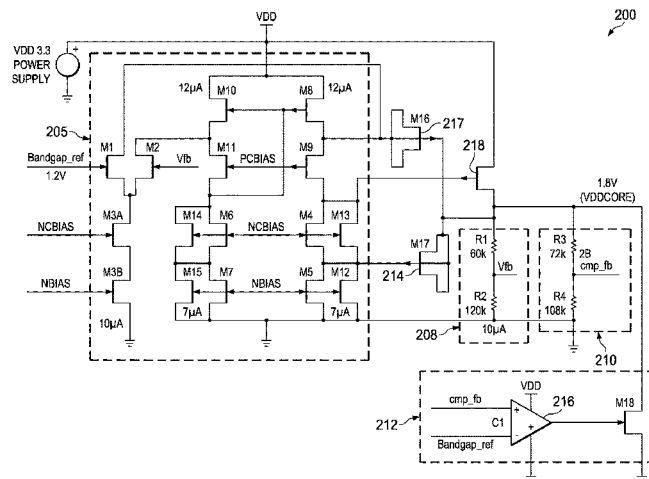 200
VDD
VDD 3.3
POWER
SUPPLY
12µA
12µA
M10
M8
M16
217
205
218
M1
M2
M11
M9
Bandgap_ref
1.2V
Vfb
PCBIAS
1.8V
(VDDCORE)
M3A
M14
M6
M4
M13
M17
NCBIAS
NCBIAS
R1
60k
R3
72k
2B
Vfb
cmp_fb
214
M3B
M15
M7
M5
M12
NBIAS
NBIAS
R2
120k
R4
108k
10µA
7µA
7µA
10µA
208
210
VDD
216
M18
cmp_fb
212
C1
Bandgap_ref
+
-
+